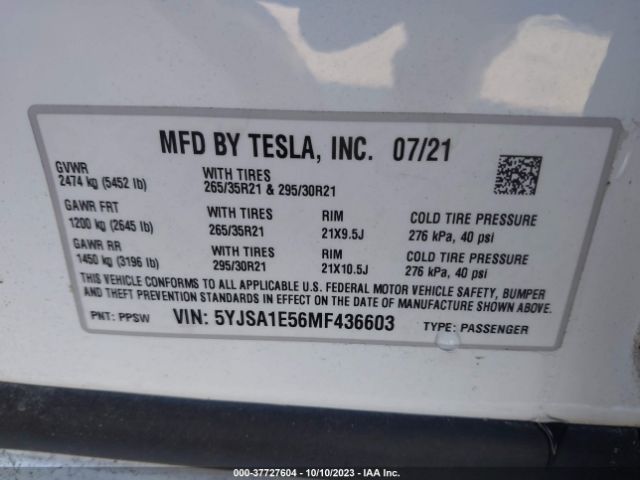 MFD BY TESLA, INC. 07/21
GVWR
2474 kg (5452 lb)
WITH TIRES
265/35R21 & 295/30R21
GAWR FRT
1200 kg (2645 lb)
WITH TIRES
265/35R21
RIM
21X9.5J
COLD TIRE PRESSURE
276 kPa, 40 psi
GAWR RR
1450 kg (3196 lb)
WITH TIRES
295/30R21
RIM
21X10.5J
COLD TIRE PRESSURE
276 kPa, 40 psi
THIS VEHICLE CONFORMS TO ALL APPLICABLE U.S. FEDERAL MOTOR VEHICLE SAFETY, BUMPER
AND THEFT PREVENTION STANDARDS IN EFFECT ON THE DATE OF MANUFACTURE SHOWN ABOVE.
PNT: PPSW VIN: 5YJSA1E56MF436603 TYPE: PASSENGER
000-37727604 - 10/10/2023 - IAA Inc.